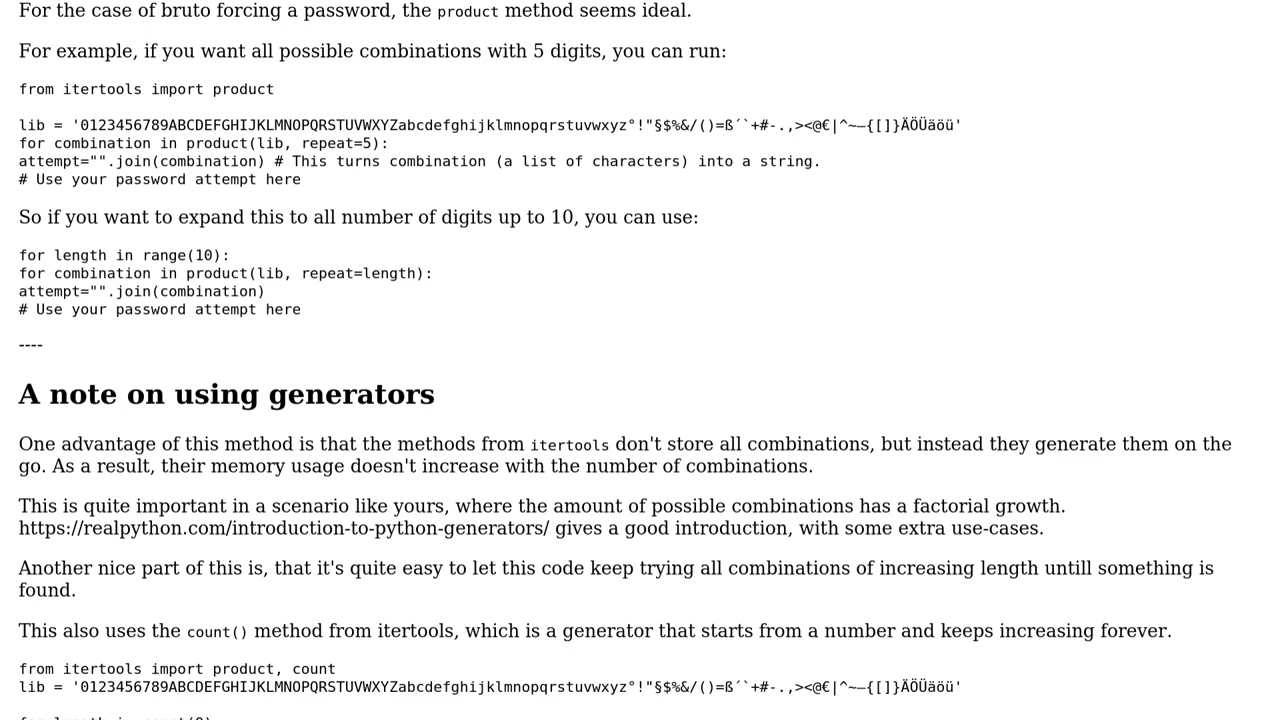 For the case of bruto forcing a password, the product method seems ideal.
For example, if you want all possible combinations with 5 digits, you can run:
from itertools import product
lib = '0123456789ABCDEFGHIJKLMNOPQRSTUVWXYZabcdefghijklmnopqrstuvwxyz°!"§$%&/()=ß´``+#-.,><@€|^~—{[]}ÄÖÜäöü'
for combination in product(lib, repeat=5):
attempt="".join(combination) # This turns combination (a list of characters) into a string.
# Use your password attempt here
So if you want to expand this to all number of digits up to 10, you can use:
for length in range(10):
for combination in product(lib, repeat=length):
attempt="".join(combination)
# Use your password attempt here
----
A note on using generators
One advantage of this method is that the methods from itertools don't store all combinations, but instead they generate them on the
go. As a result, their memory usage doesn't increase with the number of combinations.
This is quite important in a scenario like yours, where the amount of possible combinations has a factorial growth.
https://realpython.com/introduction-to-python-generators/ gives a good introduction, with some extra use-cases.
Another nice part of this is, that it's quite easy to let this code keep trying all combinations of increasing length untill something is
found.
This also uses the count() method from itertools, which is a generator that starts from a number and keeps increasing forever.
from itertools import product, count
lib = '0123456789ABCDEFGHIJKLMNOPQRSTUVWXYZabcdefghijklmnopqrstuvwxyz°!"§$%&/()=ß´``+#-.,><@€|^~—{[]}ÄÖÜäöü'